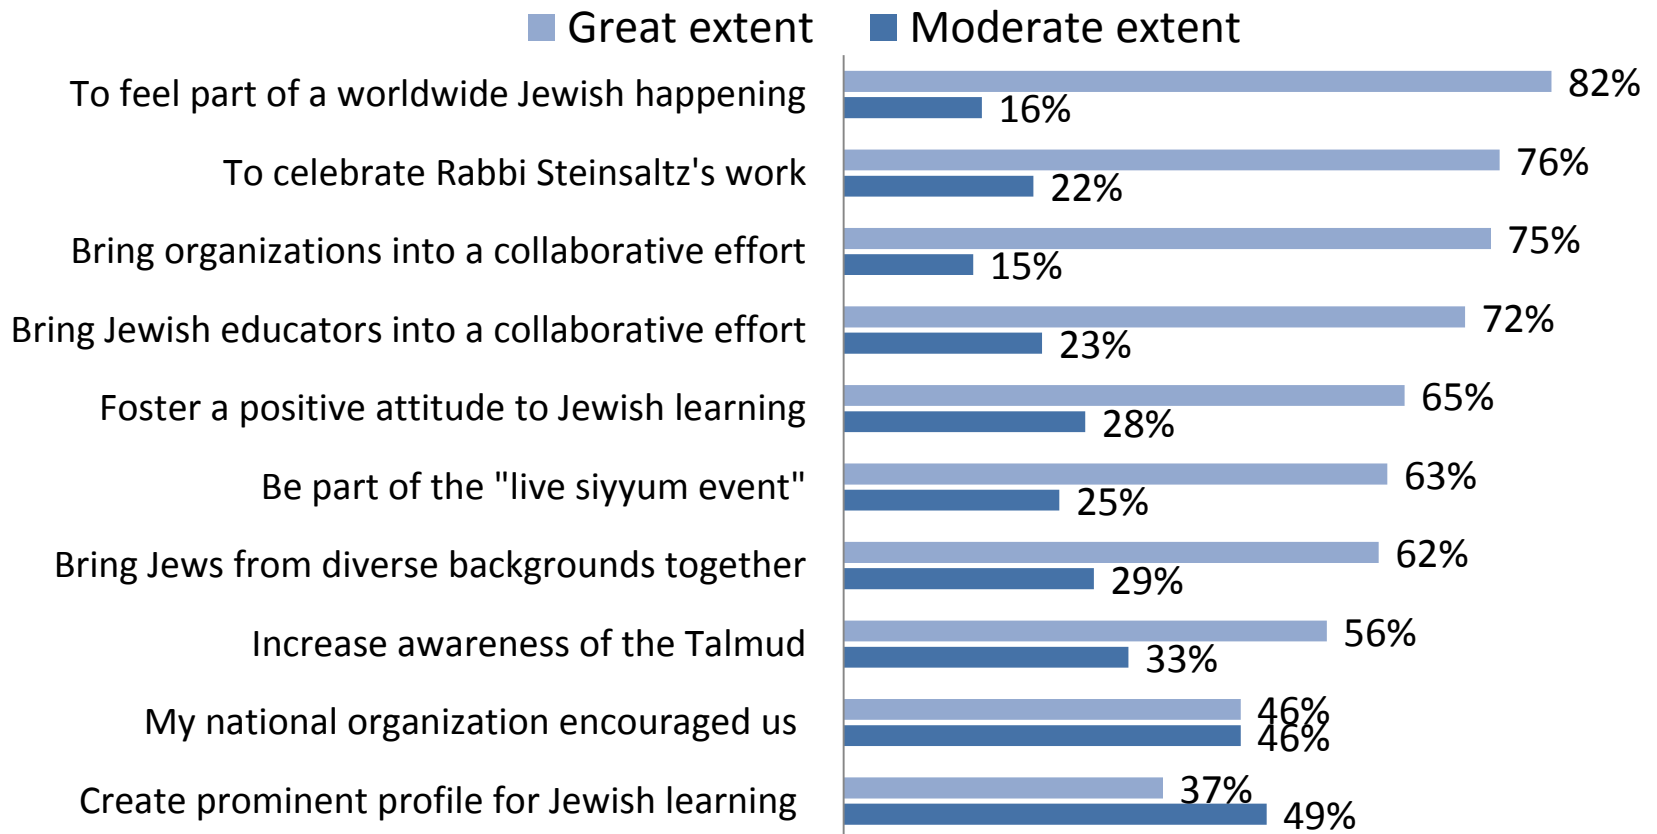 Great extent Moderate extent
To feel part of a worldwide Jewish happening 82%
16%
To celebrate Rabbi Steinsaltz's work 76%
22%
Bring organizations into a collaborative effort 75%
15%
Bring Jewish educators into a collaborative effort 72%
23%
Foster a positive attitude to Jewish learning 65%
28%
Be part of the "live siyyum event" 63%
25%
Bring Jews from diverse backgrounds together 62%
29%
Increase awareness of the Talmud 56%
33%
My national organization encouraged us 46%
46%
Create prominent profile for Jewish learning 37%
49%